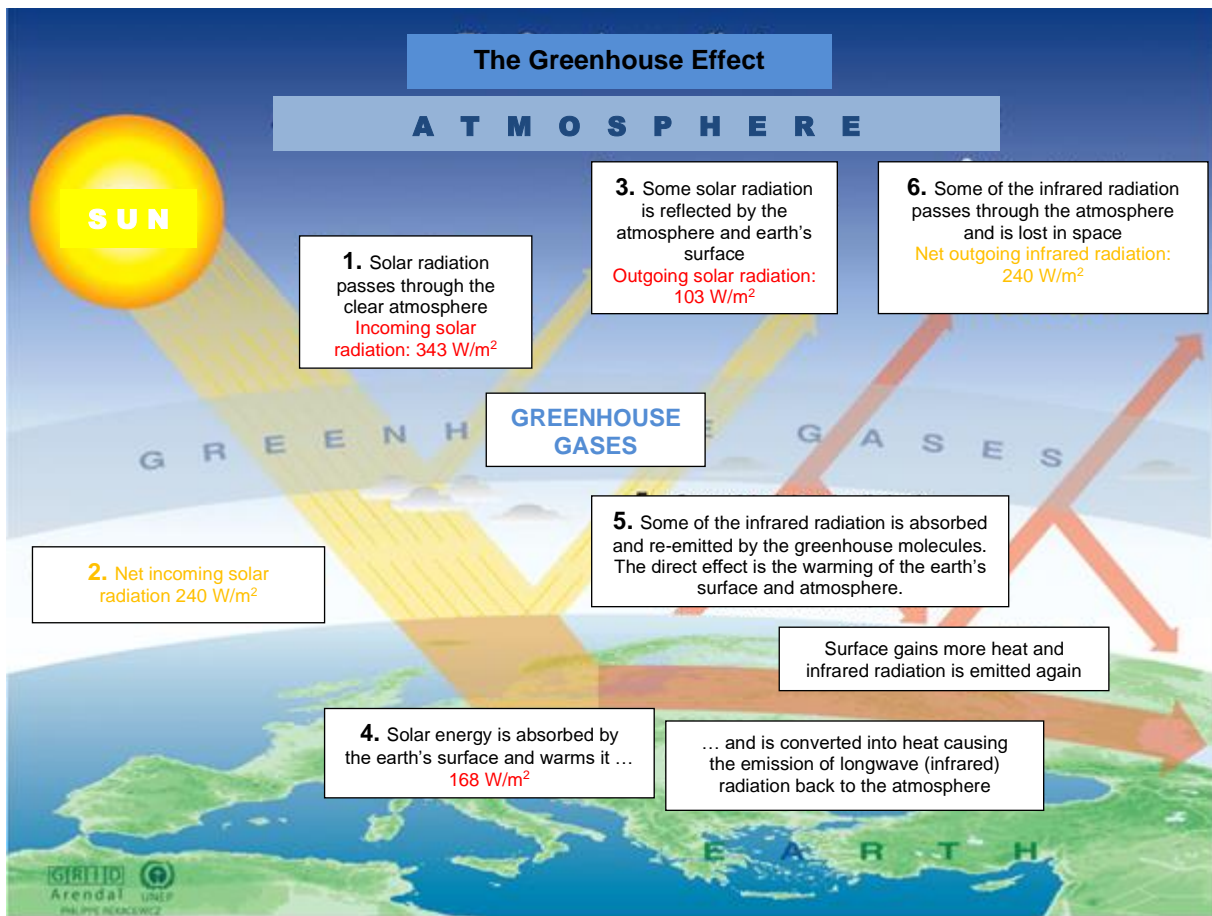 The Greenhouse Effect
ATMOSPHERE
SUN
1. Solar radiation
passes through the
clear atmosphere
Incoming solar
radiation: 343 W/m²
3. Some solar radiation
is reflected by the
atmosphere and earth's
surface
Outgoing solar radiation:
103 W/m²
6. Some of the infrared radiation
passes through the atmosphere
and is lost in space
Net outgoing infrared radiation:
240 W/m²
GREENHOUSE
GASES
G R E E N H E G A S E S
2. Net incoming solar
radiation 240 W/m²
5. Some of the infrared radiation is absorbed
and re-emitted by the greenhouse molecules.
The direct effect is the warming of the earth's
surface and atmosphere.
Surface gains more heat and
infrared radiation is emitted again
4. Solar energy is absorbed by
the earth's surface and warms it …
168 W/m²
… and is converted into heat causing
the emission of longwave (infrared)
radiation back to the atmosphere
EARTH
G R I D
Arendal UNEP
PHILIPPE REKACEWICZ